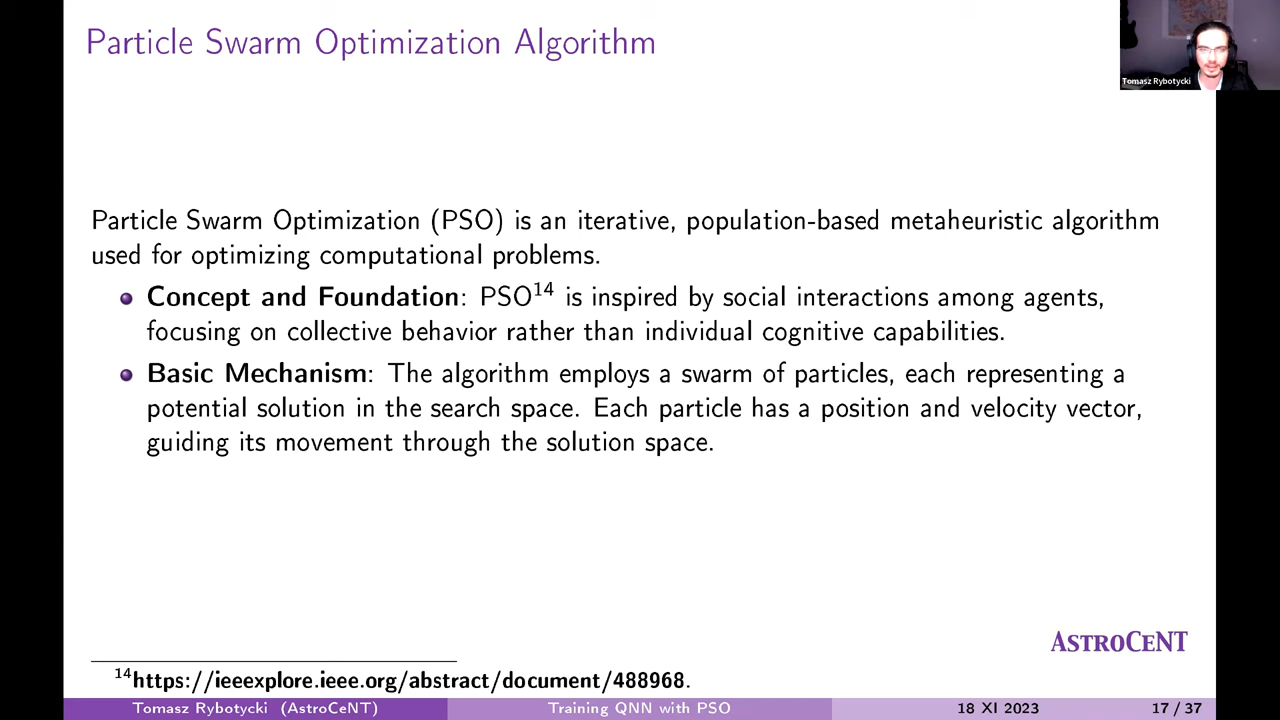 Particle Swarm Optimization Algorithm
Tomasz Rybotycki
Particle Swarm Optimization (PSO) is an iterative, population-based metaheuristic algorithm
used for optimizing computational problems.
Concept and Foundation: PSO14 is inspired by social interactions among agents,
focusing on collective behavior rather than individual cognitive capabilities.
Basic Mechanism: The algorithm employs a swarm of particles, each representing a
potential solution in the search space. Each particle has a position and velocity vector,
guiding its movement through the solution space.
ASTROCENT
14https://ieeexplore.ieee.org/abstract/document/488968.
Tomasz Rybotycki (AstroCeNT) Training QNN with PSO 18 XI 2023 17 / 37